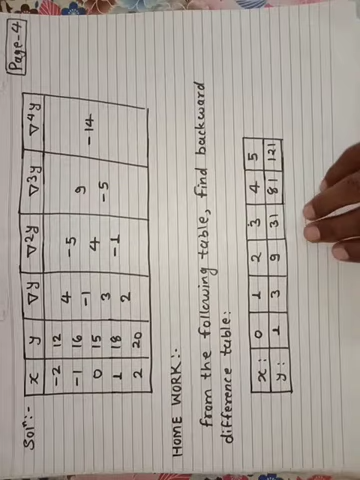 Page-4
Solⁿ:-
x y ∇y ∇2y ∇3y ∇4y
-2 12
4
-1 16 -5
-1 9
0 15 4 -14
3 -5
1 18 -1
2
2 20
HOME WORK:-
from the following table, find backward
difference table:
x: 0 1 2 3 4 5
y: 1 3 9 31 81 121